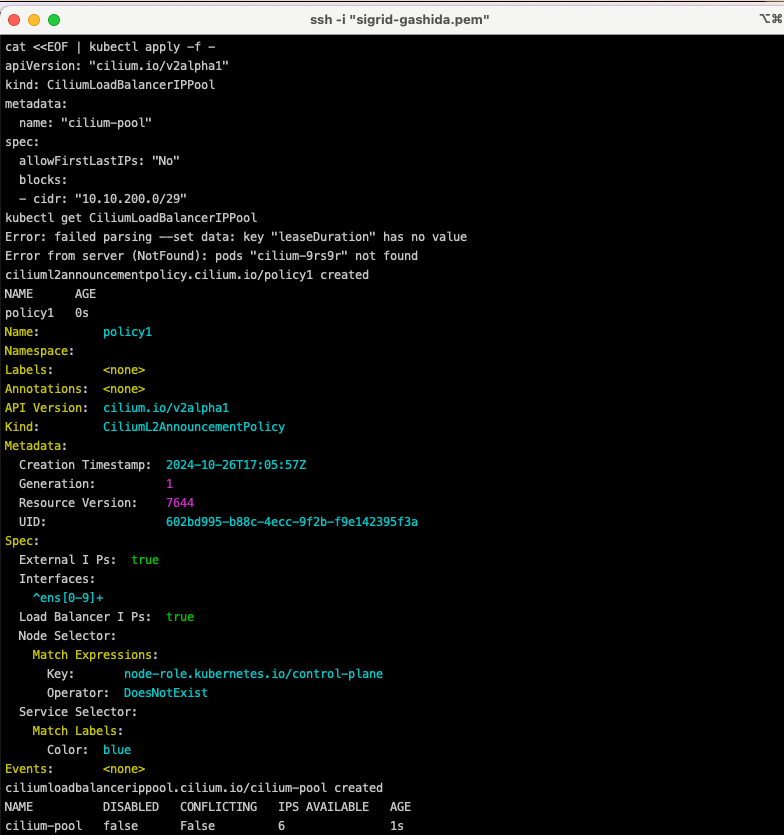 ssh -i "sigrid-gashida.pem"
⌥⌘
cat <<EOF | kubectl apply -f -
apiVersion: "cilium.io/v2alpha1"
kind: CiliumLoadBalancerIPPool
metadata:
  name: "cilium-pool"
spec:
  allowFirstLastIPs: "No"
  blocks:
  - cidr: "10.10.200.0/29"
kubectl get CiliumLoadBalancerIPPool
Error: failed parsing --set data: key "leaseDuration" has no value
Error from server (NotFound): pods "cilium-9rs9r" not found
ciliuml2announcementpolicy.cilium.io/policy1 created
NAME      AGE
policy1   0s
Name:         policy1
Namespace:
Labels:       <none>
Annotations:  <none>
API Version:  cilium.io/v2alpha1
Kind:         CiliumL2AnnouncementPolicy
Metadata:
  Creation Timestamp:  2024-10-26T17:05:57Z
  Generation:          1
  Resource Version:    7644
  UID:                 602bd995-b88c-4ecc-9f2b-f9e142395f3a
Spec:
  External I Ps:  true
  Interfaces:
    ^ens[0-9]+
  Load Balancer I Ps:  true
  Node Selector:
    Match Expressions:
      Key:       node-role.kubernetes.io/control-plane
      Operator:  DoesNotExist
  Service Selector:
    Match Labels:
      Color:  blue
Events:       <none>
ciliumloadbalancerippool.cilium.io/cilium-pool created
NAME          DISABLED   CONFLICTING   IPS AVAILABLE   AGE
cilium-pool   false      False         6               1s